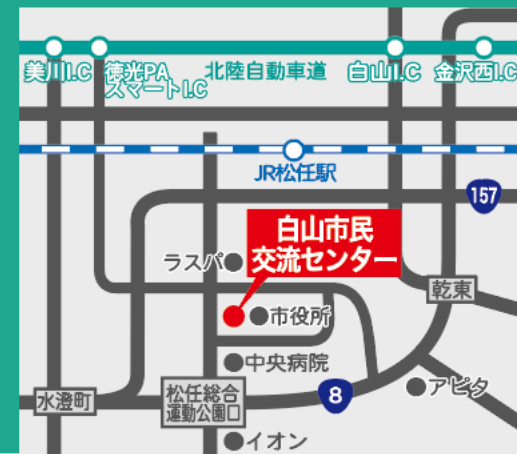 美川I.C
徳光PA
スマートI.C
北陸自動車道
白山I.C
金沢西I.C
JR松任駅
157
白山市民
交流センター
ラスパ
市役所
乾東
中央病院
アピタ
水澄町
松任総合
運動公園口
8
イオン